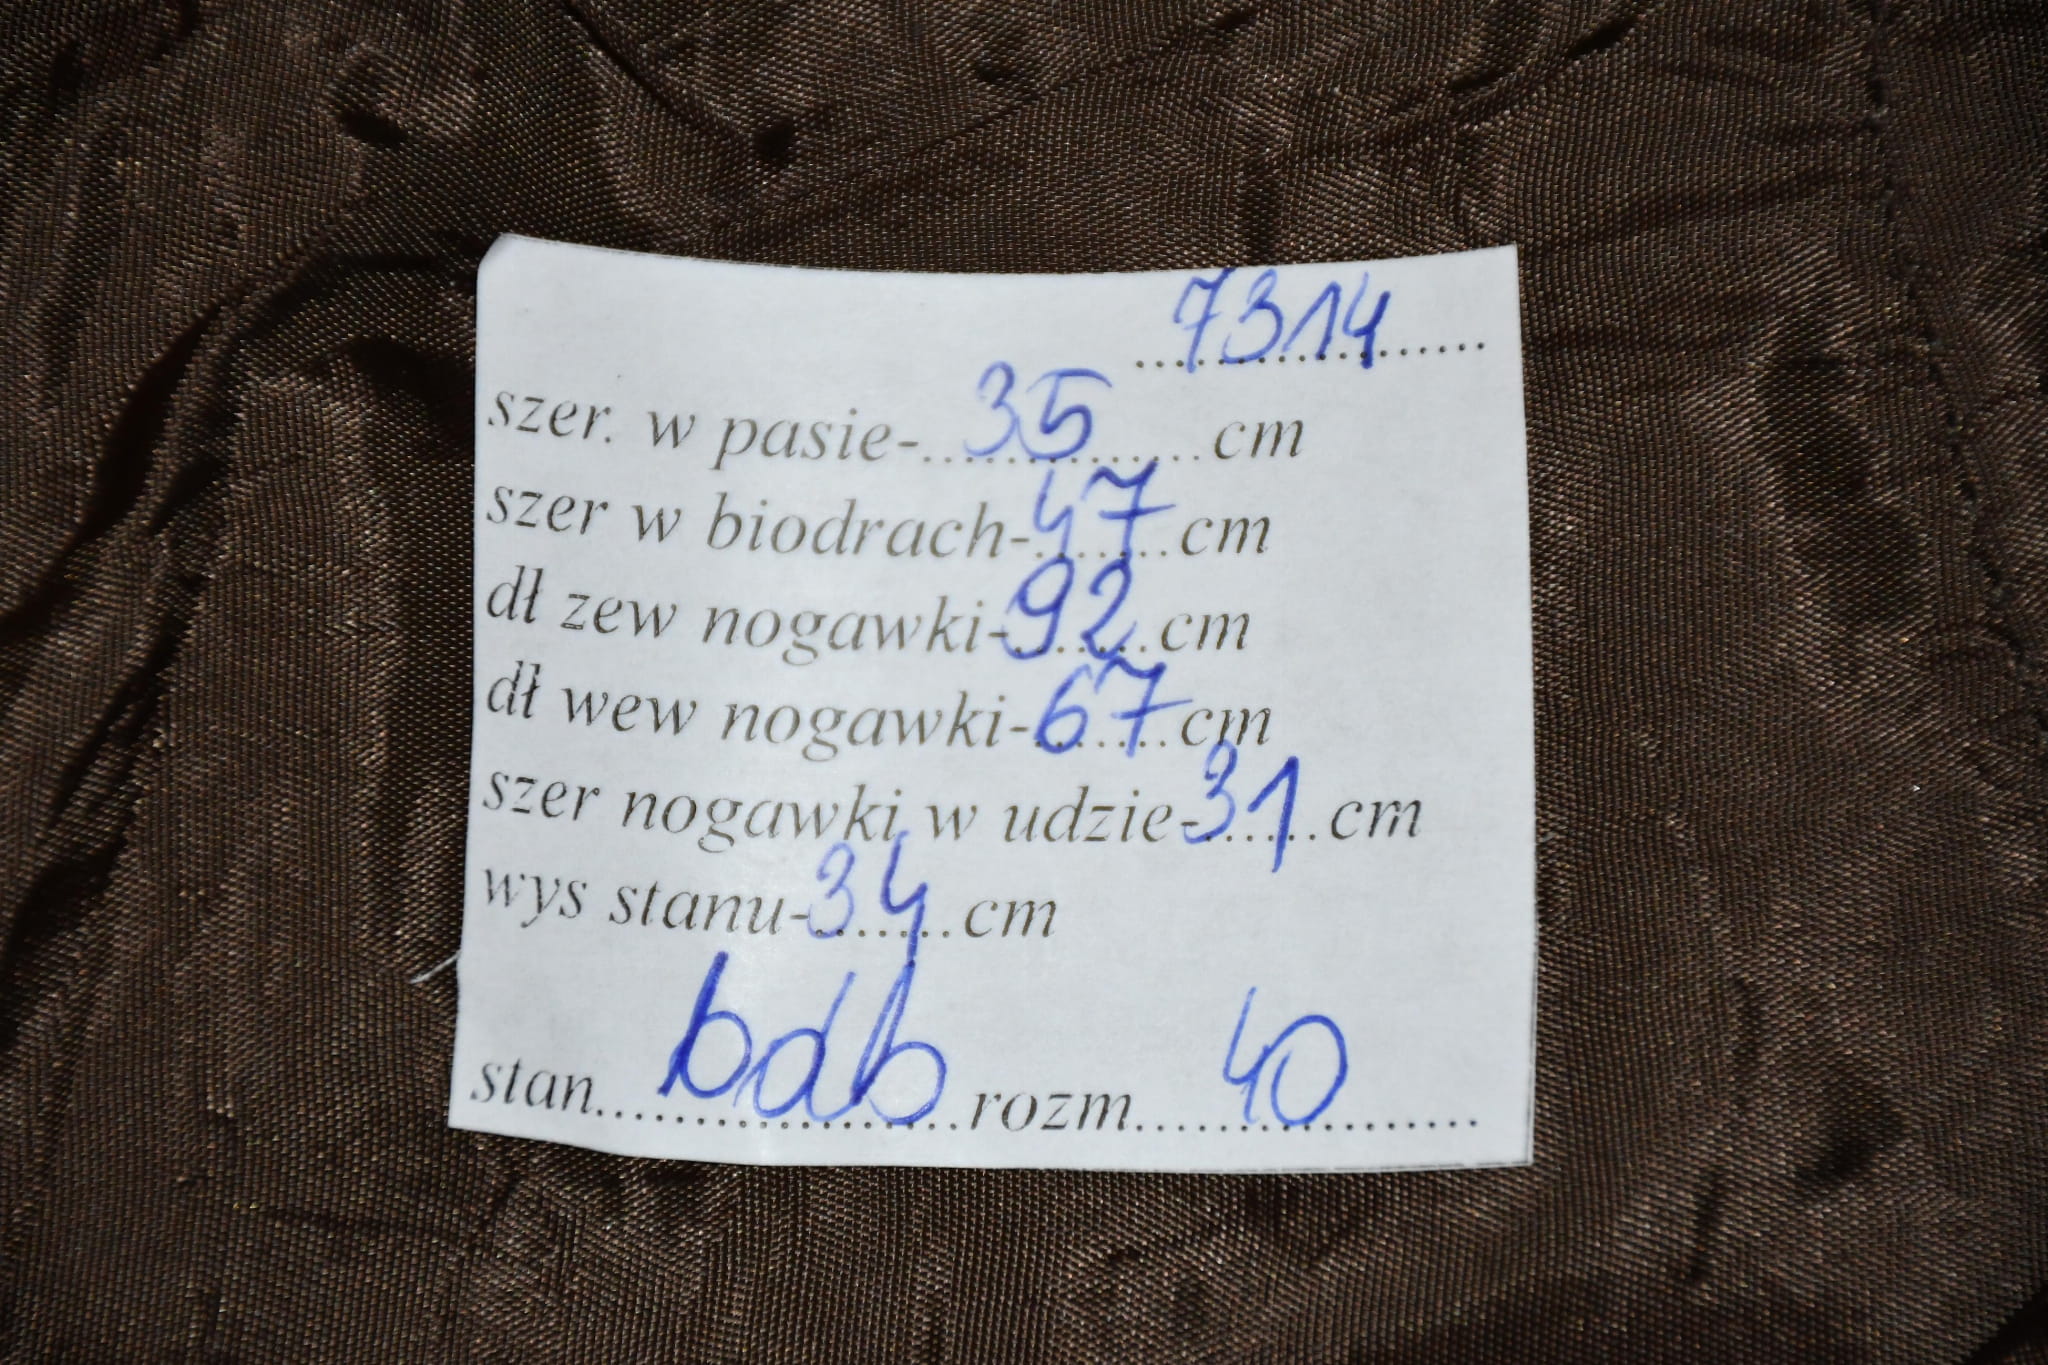 7314
szer. w pasie-...35...cm
szer w biodrach-47...cm
dł zew nogawki-92...cm
dł wew nogawki-67...cm
szer nogawki w udzie-31...cm
wys stanu-34...cm
stan...bdb...rozm...40...